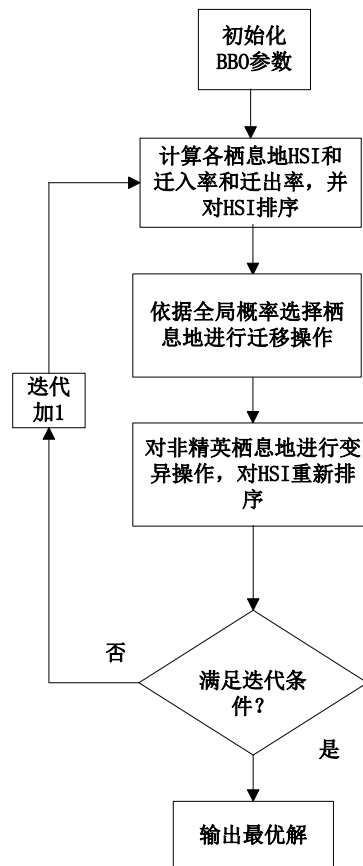 初始化
BBO参数
计算各栖息地HSI和
迁入率和迁出率，并
对HSI排序
依据全局概率选择栖
息地进行迁移操作
迭代
加1
对非精英栖息地进行变
异操作，对HSI重新排
序
否
满足迭代条
件？
是
输出最优解